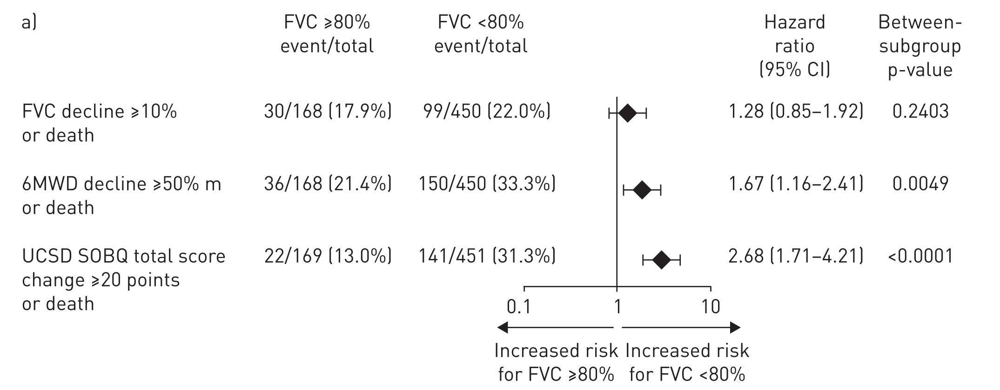 a)
FVC ⩾80% FVC <80% Hazard Between-
event/total event/total ratio subgroup
(95% CI) p-value
FVC decline ⩾10% 30/168 (17.9%) 99/450 (22.0%) 1.28 (0.85–1.92) 0.2403
or death
6MWD decline ⩾50% m 36/168 (21.4%) 150/450 (33.3%) 1.67 (1.16–2.41) 0.0049
or death
UCSD SOBQ total score 22/169 (13.0%) 141/451 (31.3%) 2.68 (1.71–4.21) <0.0001
change ⩾20 points
or death
0.1 1 10
Increased risk Increased risk
for FVC ⩾80% for FVC <80%